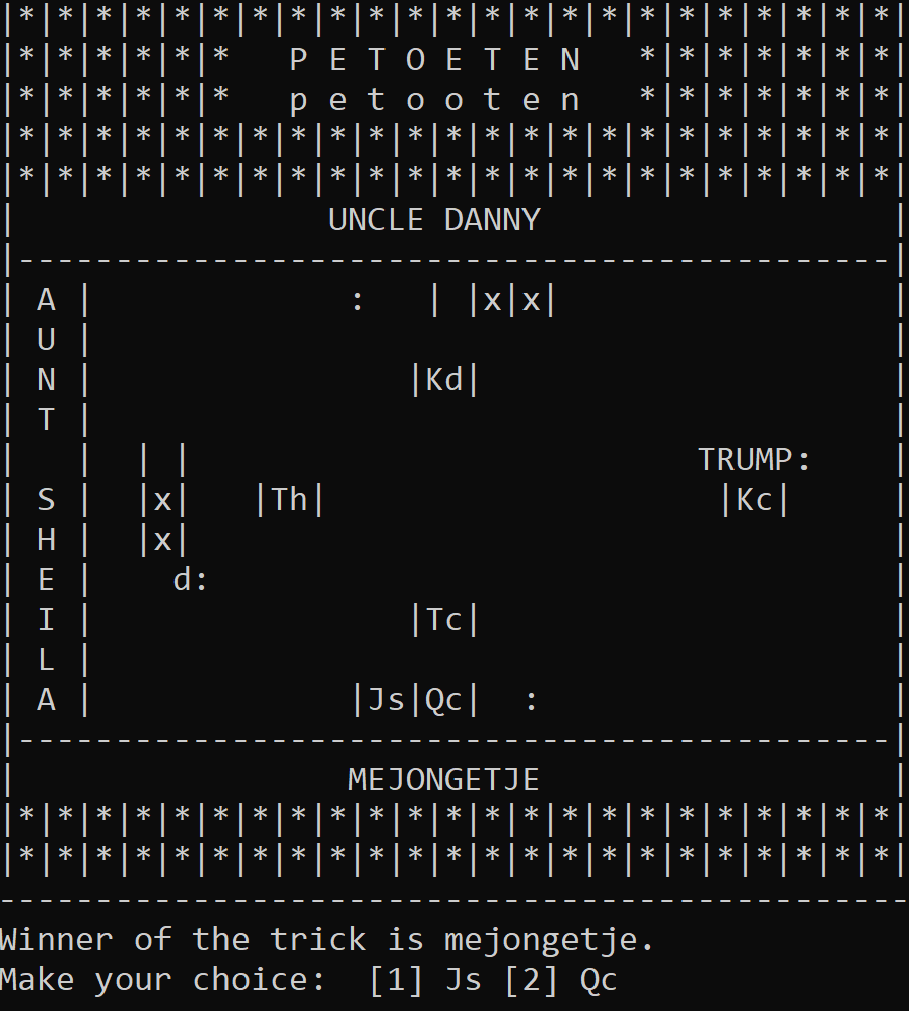 |*|*|*|*|*|*|*|*|*|*|*|*|*|*|*|*|*|*|*|*|*|*|*|
|*|*|*|*|*|*   P E T O E T E N   *|*|*|*|*|*|*|
|*|*|*|*|*|*   p e t o o t e n   *|*|*|*|*|*|*|
|*|*|*|*|*|*|*|*|*|*|*|*|*|*|*|*|*|*|*|*|*|*|*|
|*|*|*|*|*|*|*|*|*|*|*|*|*|*|*|*|*|*|*|*|*|*|*|
|                UNCLE DANNY                  |
|---------------------------------------------|
| A |             :   | |x|x|                 |
| U |                                         |
| N |                |Kd|                     |
| T |                                         |
|   |  | |                          TRUMP:    |
| S |  |x|   |Th|                    |Kc|     |
| H |  |x|                                    |
| E |    d:                                   |
| I |                |Tc|                     |
| L |                                         |
| A |             |Js|Qc|  :                  |
|---------------------------------------------|
|                 MEJONGETJE                  |
|*|*|*|*|*|*|*|*|*|*|*|*|*|*|*|*|*|*|*|*|*|*|*|
|*|*|*|*|*|*|*|*|*|*|*|*|*|*|*|*|*|*|*|*|*|*|*|
-----------------------------------------------
Winner of the trick is mejongetje.
Make your choice:  [1] Js [2] Qc